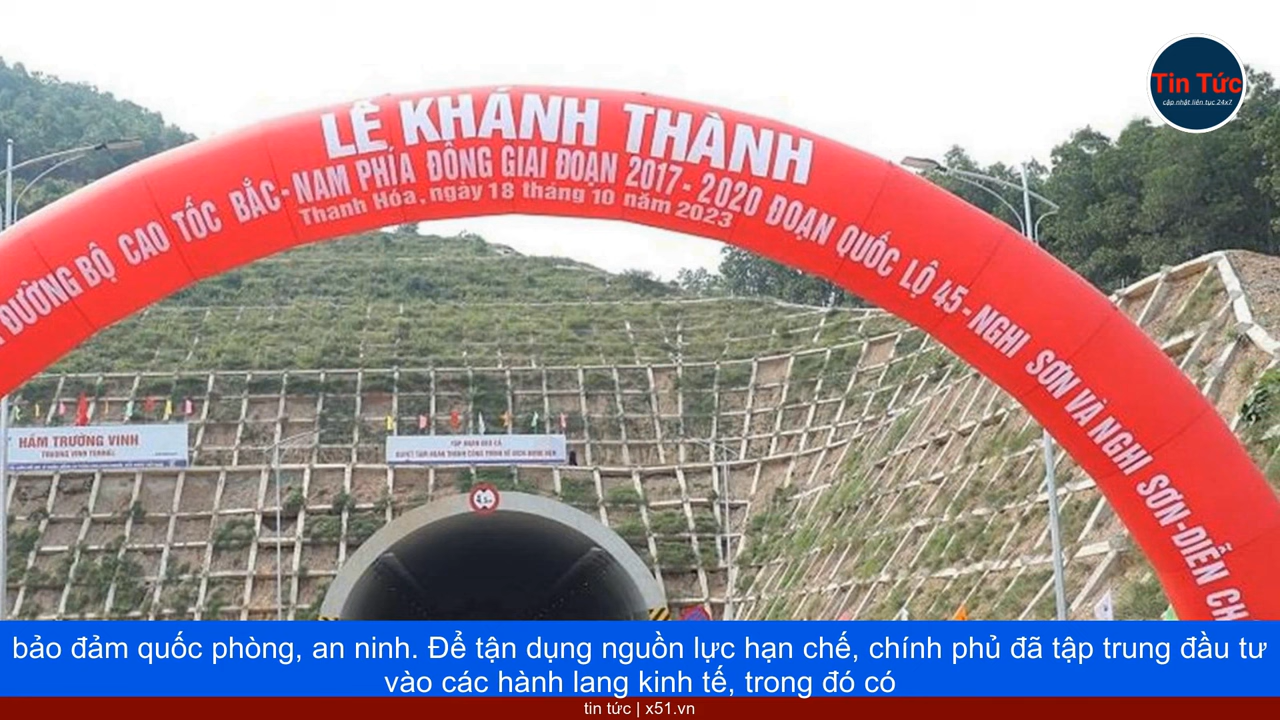 Tin Tức
cập nhật liên tục 24x7
LỄ KHÁNH THÀNH
ĐƯỜNG BỘ CAO TỐC BẮC-NAM PHÍA ĐÔNG GIAI ĐOẠN 2017-2020 ĐOẠN QUỐC LỘ 45-NGHI SƠN VÀ NGHI SƠN-DIỄN CH
Thanh Hóa, ngày 18 tháng 10 năm 2023
HẦM TRƯỜNG VINH
TRUONG VINH TUNNEL
TẬP ĐOÀN ĐÈO CẢ
bảo đảm quốc phòng, an ninh. Để tận dụng nguồn lực hạn chế, chính phủ đã tập trung đầu tư
vào các hành lang kinh tế, trong đó có
tin tức | x51.vn